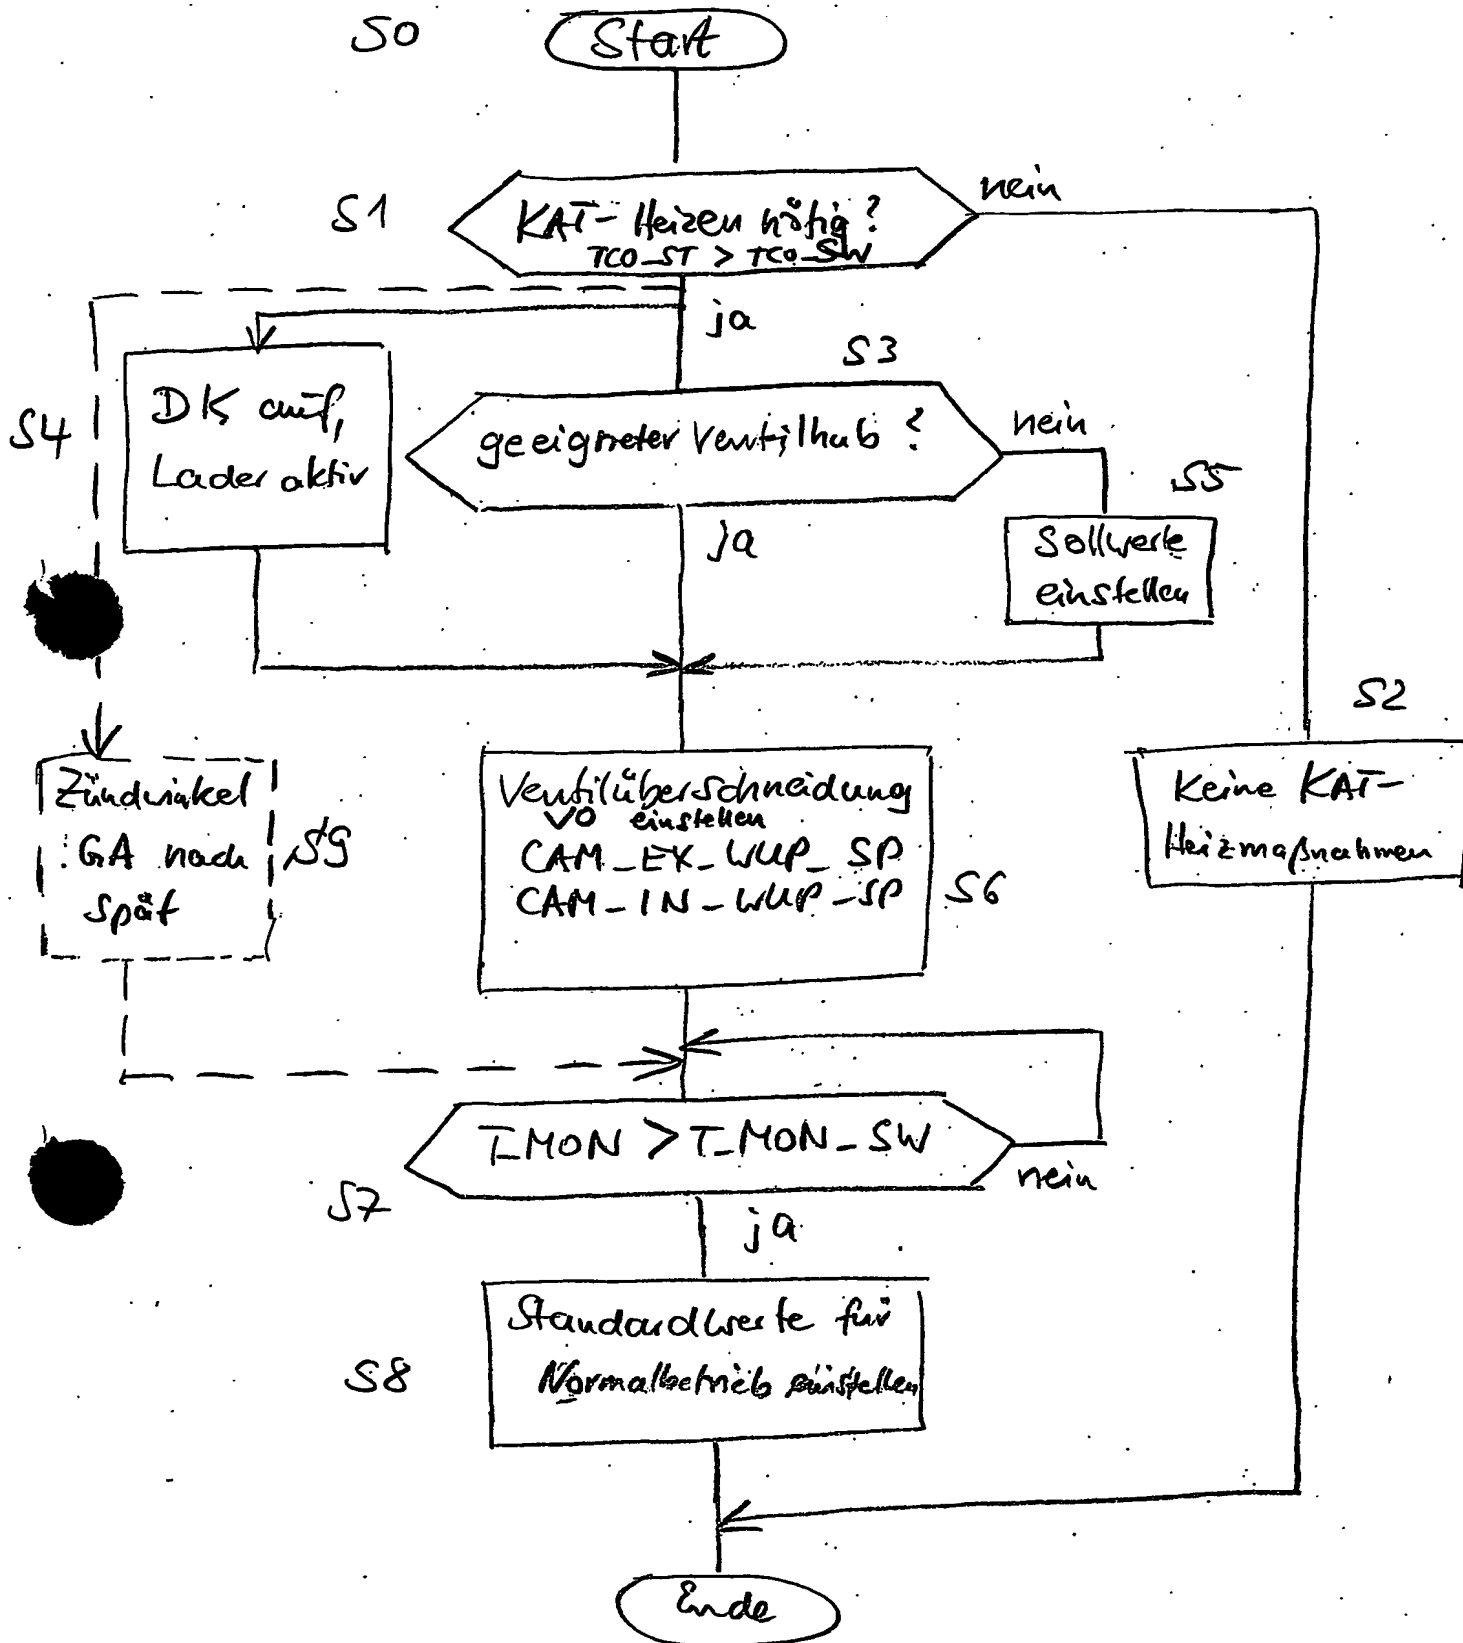 S0
Start
S1
KAT-Heizen nötig?
TCO_ST > TCO_SW
nein
ja
S3
S4
DK auf,
Lader aktiv
geeigneter Ventilhub?
nein
ja
S5
Sollwerte
einstellen
S2
Keine KAT-
Heizmaßnahmen
Zündwinkel
GA nach
spät
S9
Ventilüberschneidung
VO einstellen
CAM_EX_WUP_SP
CAM_IN_WUP_SP
S6
T_MON > T_MON_SW
nein
S7
ja
S8
Standardwerte für
Normalbetrieb einstellen
Ende